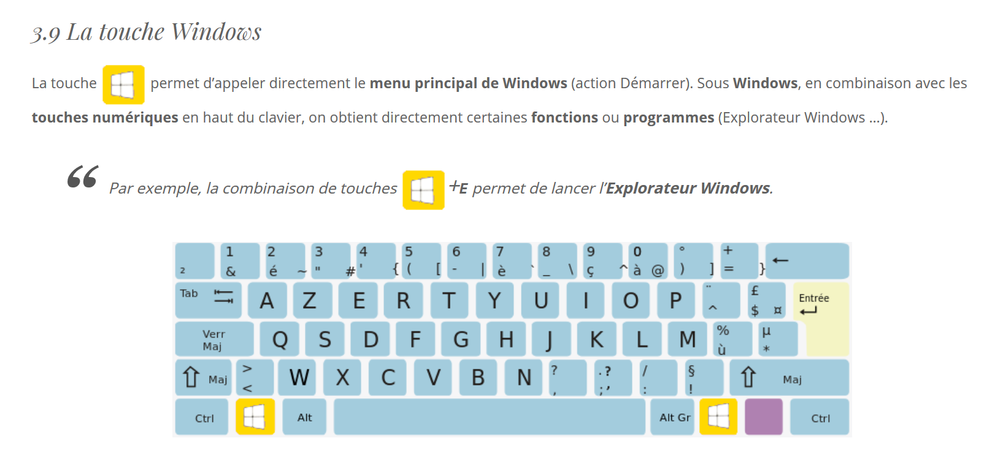 3.9 La touche Windows
La touche permet d’appeler directement le menu principal de Windows (action Démarrer). Sous Windows, en combinaison avec les
touches numériques en haut du clavier, on obtient directement certaines fonctions ou programmes (Explorateur Windows …).
“ Par exemple, la combinaison de touches +E permet de lancer l’Explorateur Windows.
² 1 & 2 é ~ 3 " # 4 ' { 5 ( [ 6 - | 7 è ` 8 _ \ 9 ç ^ 0 à @ ° ) ] + = } ←
Tab A Z E R T Y U I O P ¨ ^ £ $ ¤ Entrée
Verr Maj Q S D F G H J K L M % ù µ *
⇧ Maj > < W X C V B N ? , . ? ; ’ / : § ! ⇧ Maj
Ctrl Alt Alt Gr Ctrl